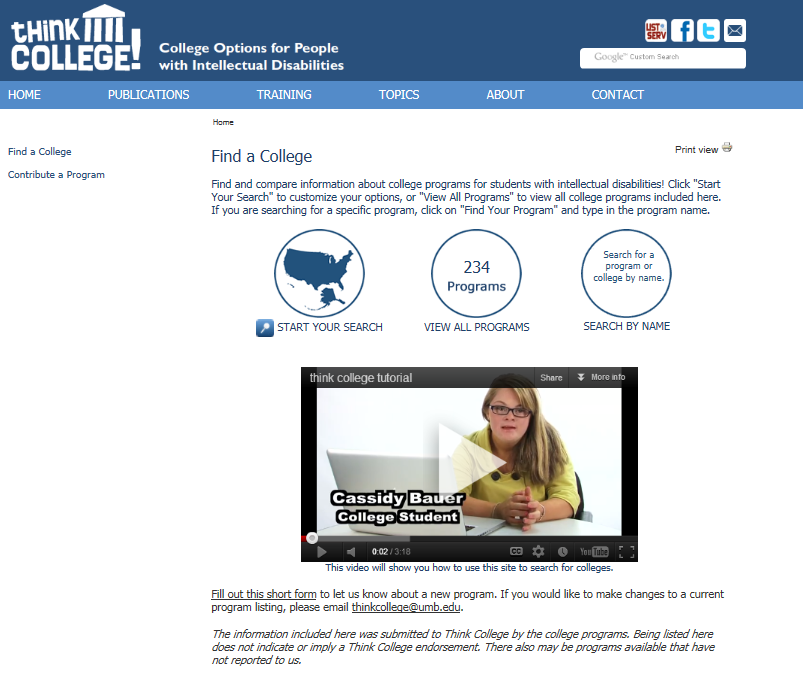 thiNK
COLLEGE!
College Options for People
with Intellectual Disabilities
LIST
SERV
Google™ Custom Search
HOME PUBLICATIONS TRAINING TOPICS ABOUT CONTACT
Home
Find a College
Contribute a Program
Find a College
Print view
Find and compare information about college programs for students with intellectual disabilities! Click "Start
Your Search" to customize your options, or "View All Programs" to view all college programs included here.
If you are searching for a specific program, click on "Find Your Program" and type in the program name.
234
Programs
Search for a
program or
college by name.
START YOUR SEARCH
VIEW ALL PROGRAMS
SEARCH BY NAME
think college tutorial
Share
More info
Cassidy Bauer
College Student
0:02 / 3:18
CC
YouTube
This video will show you how to use this site to search for colleges.
Fill out this short form to let us know about a new program. If you would like to make changes to a current
program listing, please email thinkcollege@umb.edu.
The information included here was submitted to Think College by the college programs. Being listed here
does not indicate or imply a Think College endorsement. There also may be programs available that have
not reported to us.